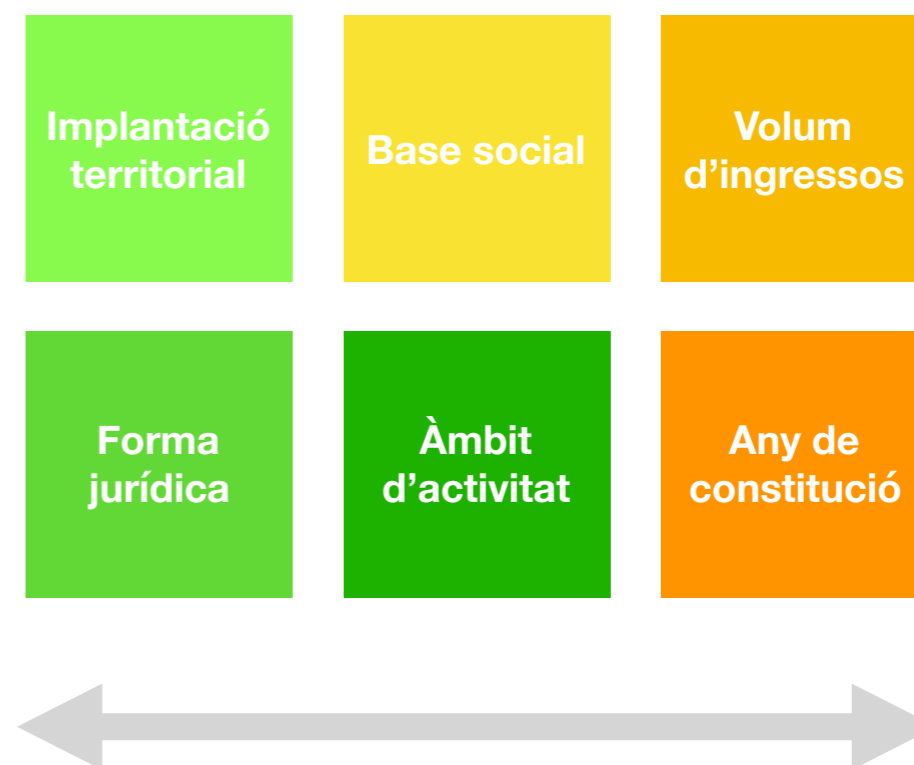 Implantació
territorial
Base social
Volum
d’ingressos
Forma
jurídica
Àmbit
d’activitat
Any de
constitució